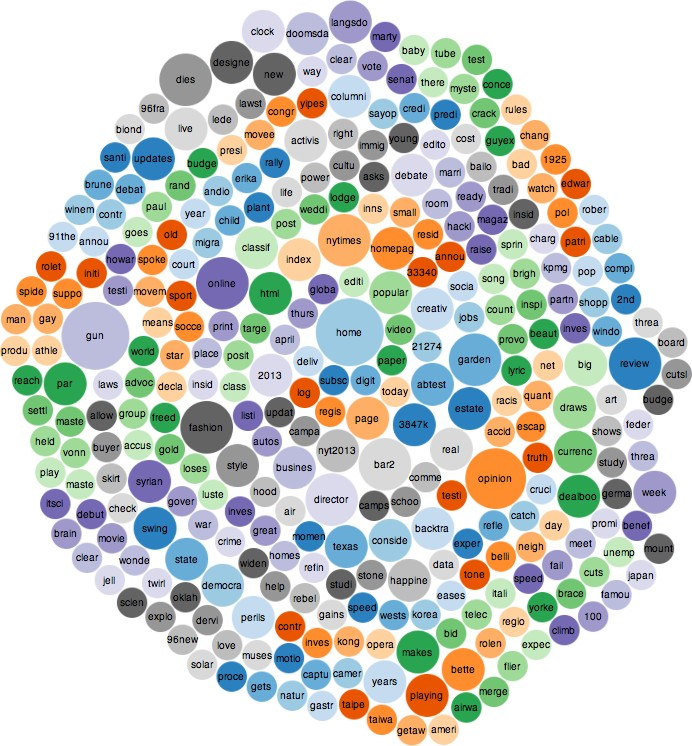 langsdo
clock
doomsda
marty
baby
tube
test
designe
new
way
clear
vote
senat
there
myste
conce
dies
96fra
lawst
congr
yipes
columni
sayop
credi
predi
crack
rules
biond
live
lede
movee
activis
right
immig
young
edito
cost
guyex
chang
santi
updates
budge
presi
rally
power
cultu
asks
debate
marri
bailo
bad
1925
brune
debat
rand
andio
erika
life
lodge
inns
small
room
ready
tradi
watch
edwar
winem
contr
paul
year
child
plant
post
weddi
nytimes
homepag
resid
hackl
magaz
insid
pol
rober
91the
annou
goes
old
migra
classif
index
annou
raise
sprin
charg
patri
cable
rolet
initi
howar
spoke
court
online
html
globa
editi
popular
33340
socia
song
brigh
kpmg
pop
compl
spide
suppo
testi
movem
sport
thurs
home
creativ
jobs
count
inspi
partn
shopp
2nd
man
gay
gun
means
socce
print
targe
april
video
21274
provo
beaut
inves
windo
threa
produ
athle
world
star
place
posit
deliv
paper
garden
lyric
net
big
review
board
reach
par
laws
advoc
decla
insid
class
2013
log
subsc
digit
today
abtest
cutsl
settl
maste
allow
group
freed
fashion
listi
updat
regis
page
3847k
estate
racis
quant
draws
art
budge
held
vonn
buyer
accus
gold
autos
campa
nyt2013
real
accid
escap
shows
feder
play
maste
skirt
syrian
loses
style
busines
bar2
comme
opinion
truth
currenc
study
threa
itsci
debut
check
gover
luste
hood
director
camps
schoo
testi
cruci
dealboo
germa
week
brain
movie
swing
war
inves
air
great
momen
texas
conside
backtra
refle
catch
day
promi
benef
clear
wonde
state
crime
widen
homes
refin
exper
belli
neigh
meet
unemp
mount
jell
twirl
democra
help
studi
stone
happine
data
tone
speed
fail
cuts
japan
scien
oklah
rebel
eases
itali
brace
famou
explo
dervi
perils
gains
speed
wests
korea
telec
regio
yorke
100
96new
love
contr
inves
kong
opera
bid
rolen
expec
climb
solar
muses
motio
captu
camer
makes
bette
flier
proce
gets
natur
gastr
taipe
years
playing
merge
taiwa
getaw
ameri
airwa